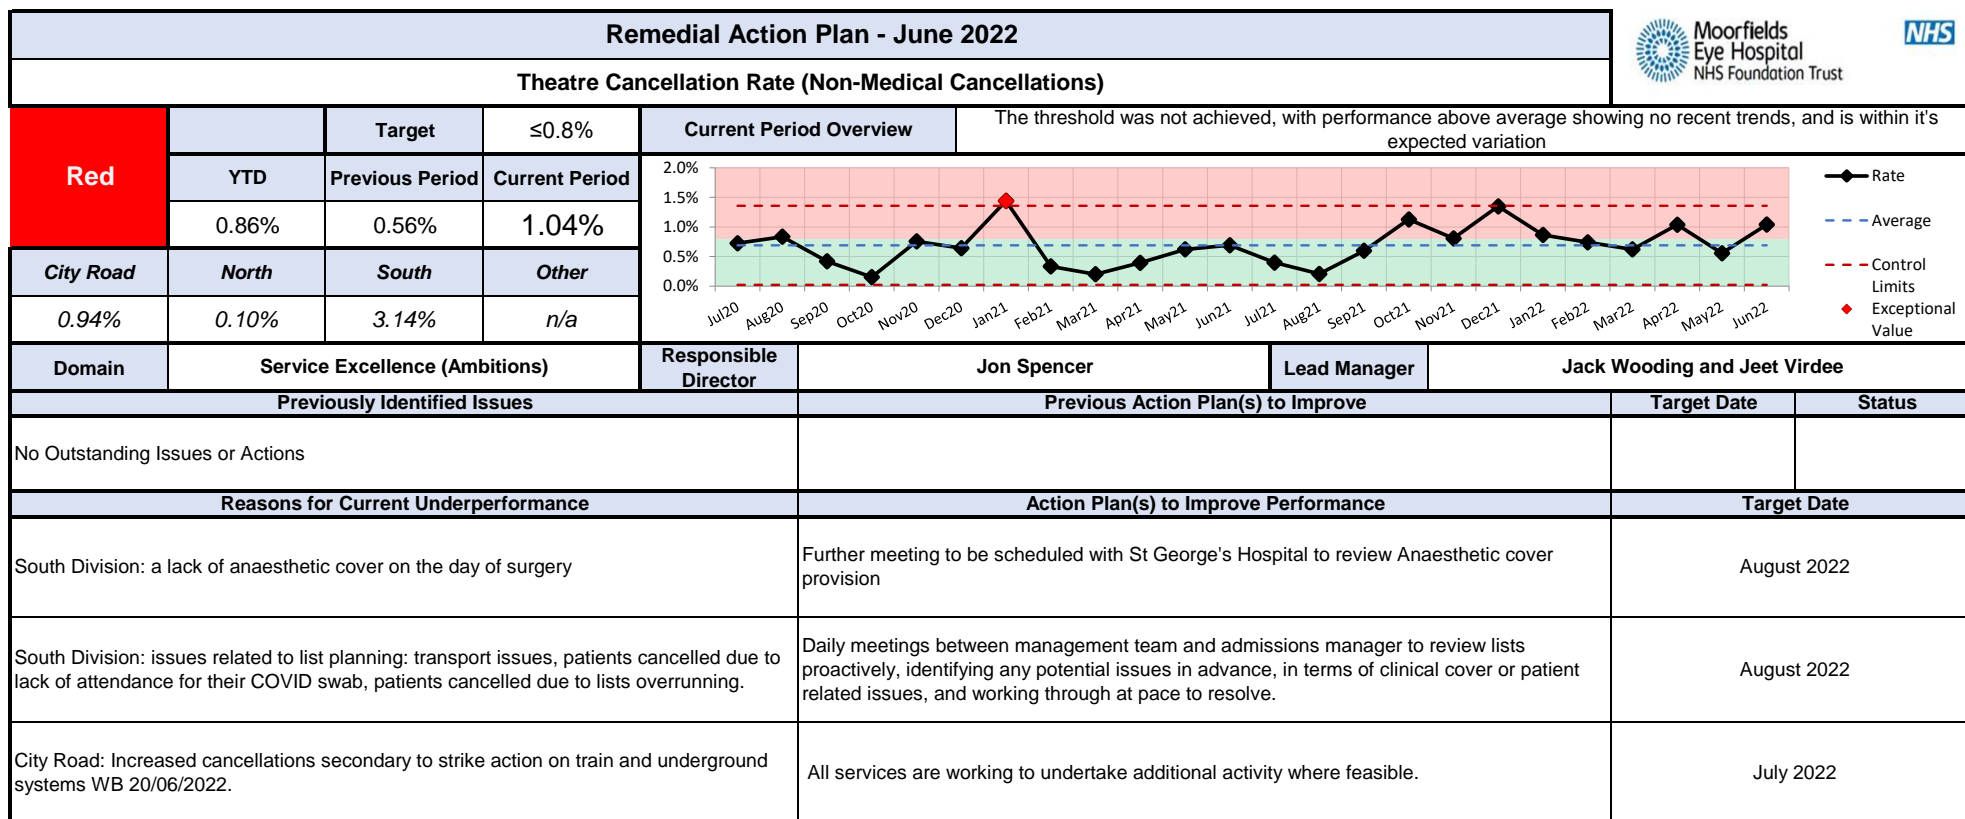 Remedial Action Plan - June 2022
Moorfields
Eye Hospital
NHS Foundation Trust
NHS
Theatre Cancellation Rate (Non-Medical Cancellations)
Red
Target
≤0.8%
Current Period Overview
The threshold was not achieved, with performance above average showing no recent trends, and is within it's
expected variation
YTD
Previous Period
Current Period
0.86%
0.56%
1.04%
City Road
North
South
Other
0.94%
0.10%
3.14%
n/a
2.0%
1.5%
1.0%
0.5%
0.0%
Jul20 Aug20 Sep20 Oct20 Nov20 Dec20 Jan21 Feb21 Mar21 Apr21 May21 Jun21 Jul21 Aug21 Sep21 Oct21 Nov21 Dec21 Jan22 Feb22 Mar22 Apr22 May22 Jun22
Rate
Average
Control
Limits
Exceptional
Value
Domain
Service Excellence (Ambitions)
Responsible
Director
Jon Spencer
Lead Manager
Jack Wooding and Jeet Virdee
Previously Identified Issues
Previous Action Plan(s) to Improve
Target Date
Status
No Outstanding Issues or Actions
Reasons for Current Underperformance
Action Plan(s) to Improve Performance
Target Date
South Division: a lack of anaesthetic cover on the day of surgery
Further meeting to be scheduled with St George's Hospital to review Anaesthetic cover
provision
August 2022
South Division: issues related to list planning: transport issues, patients cancelled due to
lack of attendance for their COVID swab, patients cancelled due to lists overrunning.
Daily meetings between management team and admissions manager to review lists
proactively, identifying any potential issues in advance, in terms of clinical cover or patient
related issues, and working through at pace to resolve.
August 2022
City Road: Increased cancellations secondary to strike action on train and underground
systems WB 20/06/2022.
All services are working to undertake additional activity where feasible.
July 2022